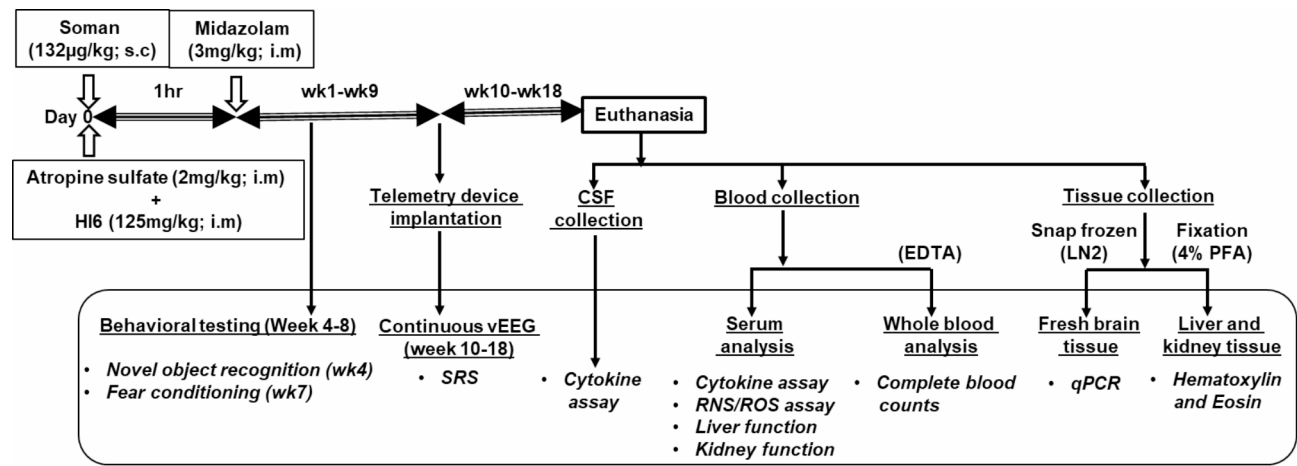 Soman
(132µg/kg; s.c)
Midazolam
(3mg/kg; i.m)
1hr
wk1-wk9
wk10-wk18
Day 0
Euthanasia
Atropine sulfate (2mg/kg; i.m)
+
HI6 (125mg/kg; i.m)
Telemetry device
implantation
CSF
collection
Blood collection
Tissue collection
(EDTA)
Snap frozen
(LN2)
Fixation
(4% PFA)
Behavioral testing (Week 4-8)
• Novel object recognition (wk4)
• Fear conditioning (wk7)
Continuous vEEG
(week 10-18)
• SRS
• Cytokine
assay
Serum
analysis
• Cytokine assay
• RNS/ROS assay
• Liver function
• Kidney function
Whole blood
analysis
• Complete blood
counts
Fresh brain
tissue
• qPCR
Liver and
kidney tissue
• Hematoxylin
and Eosin